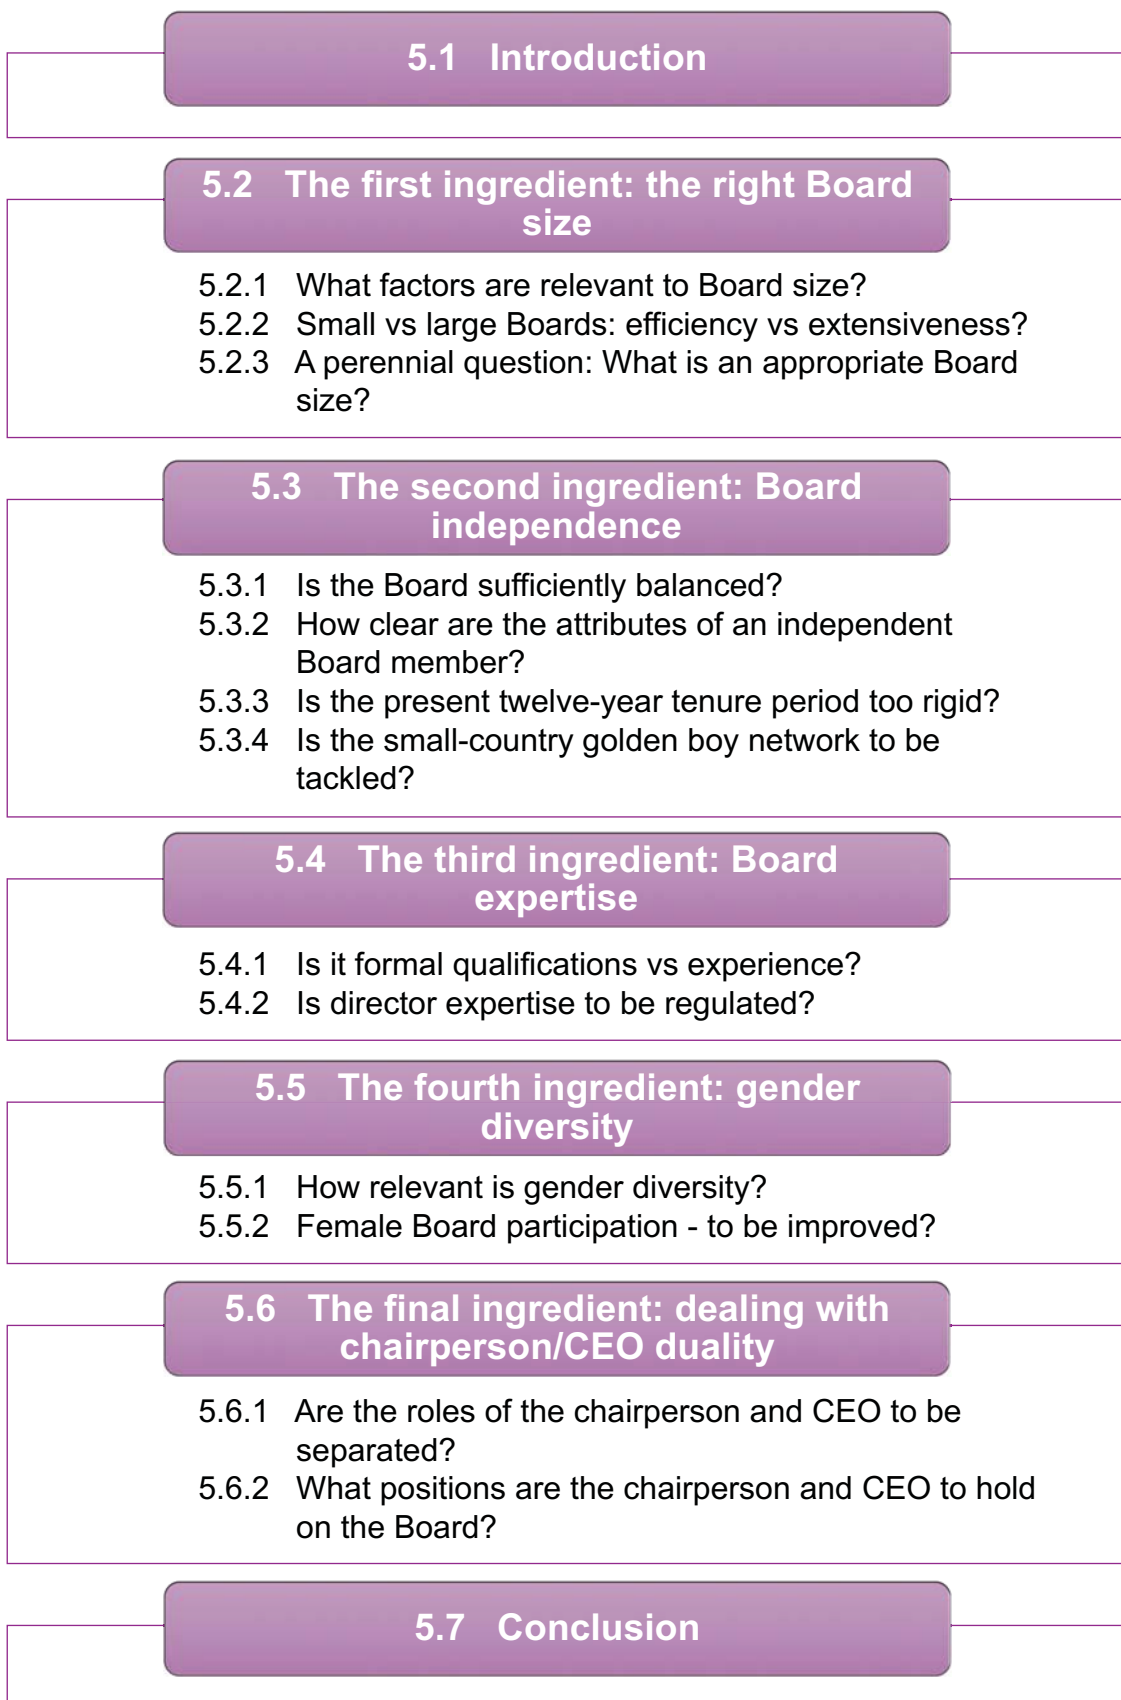 5.1 Introduction
5.2 The first ingredient: the right Board
size
5.2.1 What factors are relevant to Board size?
5.2.2 Small vs large Boards: efficiency vs extensiveness?
5.2.3 A perennial question: What is an appropriate Board
size?
5.3 The second ingredient: Board
independence
5.3.1 Is the Board sufficiently balanced?
5.3.2 How clear are the attributes of an independent
Board member?
5.3.3 Is the present twelve-year tenure period too rigid?
5.3.4 Is the small-country golden boy network to be
tackled?
5.4 The third ingredient: Board
expertise
5.4.1 Is it formal qualifications vs experience?
5.4.2 Is director expertise to be regulated?
5.5 The fourth ingredient: gender
diversity
5.5.1 How relevant is gender diversity?
5.5.2 Female Board participation - to be improved?
5.6 The final ingredient: dealing with
chairperson/CEO duality
5.6.1 Are the roles of the chairperson and CEO to be
separated?
5.6.2 What positions are the chairperson and CEO to hold
on the Board?
5.7 Conclusion